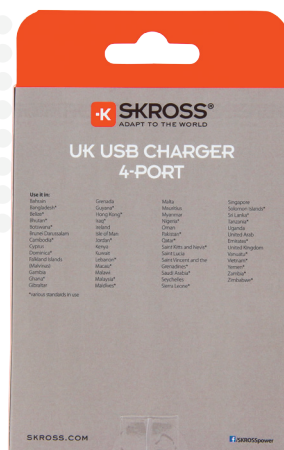 SKROSS®
ADAPT TO THE WORLD
UK USB CHARGER
4-PORT
Use it in:
Bahrain
Bangladesh*
Belize*
Bhutan*
Botswana*
Brunei Darussalam
Cambodia*
Cyprus
Dominica*
Falkland Islands
(Malvinas)
Gambia
Ghana*
Gibraltar
Grenada
Guyana*
Hong Kong*
Iraq*
Ireland
Isle of Man
Jordan*
Kenya
Kuwait
Lebanon*
Macau*
Malawi
Malaysia*
Maldives*
Malta
Mauritius
Myanmar
Nigeria*
Oman
Pakistan*
Qatar*
Saint Kitts and Nevis*
Saint Lucia
Saint Vincent and the
Grenadines*
Saudi Arabia*
Seychelles
Sierra Leone*
Singapore
Solomon Islands*
Sri Lanka*
Tanzania*
Uganda
United Arab
Emirates*
United Kingdom
Vanuatu*
Vietnam*
Yemen*
Zambia*
Zimbabwe*
*various standards in use
SKROSS.COM
/SKROSSpower